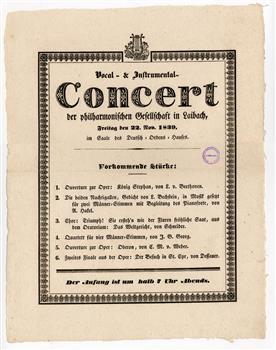 Vocal- & Instrumental-
Concert
der philharmonischen Gesellschaft in Laibach,
Freitag den 22. Nov. 1839,
im Saale des Deutsch-Ordens-Hauses.
Vorkommende Stücke:
1. Ouverture zur Oper: König Stephan, von L. v. Beethoven.
2. Die beiden Nachtigallen, Gedicht von L. Bechstein, in Musik gesetzt
für zwei Männer-Stimmen mit Begleitung des Pianoforte, von
A. Hakel.
3. Chor: Triumph! Sie ersteh'n wie der Sterne fröhliche Saat, aus
dem Oratorium: Das Weltgericht, von Schneider.
4. Quartett für vier Männer-Stimmen, von J. B.
5. Ouverture zur Oper: Oberon, von C. M. v. Weber.
6. Zweites Finale aus der Oper: Der Besuch in St. Cyr, von Dessauer.
Der Anfang ist um halb 7 Uhr Abends.